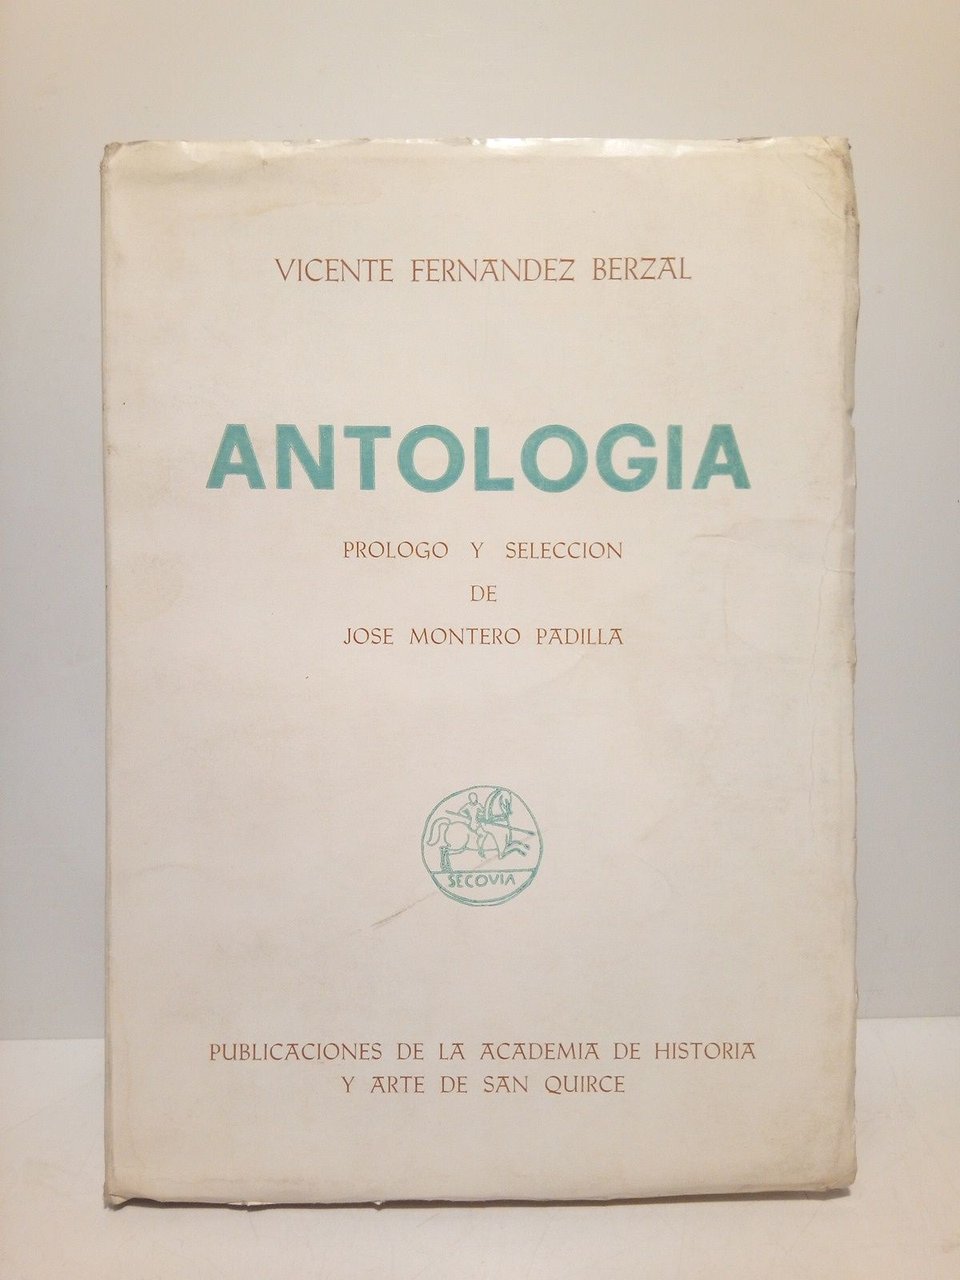 VICENTE FERNANDEZ BERZAL
ANTOLOGIA
PROLOGO Y SELECCION
DE
JOSE MONTERO PADILLA
SECOVIA
PUBLICACIONES DE LA ACADEMIA DE HISTORIA
Y ARTE DE SAN QUIRCE